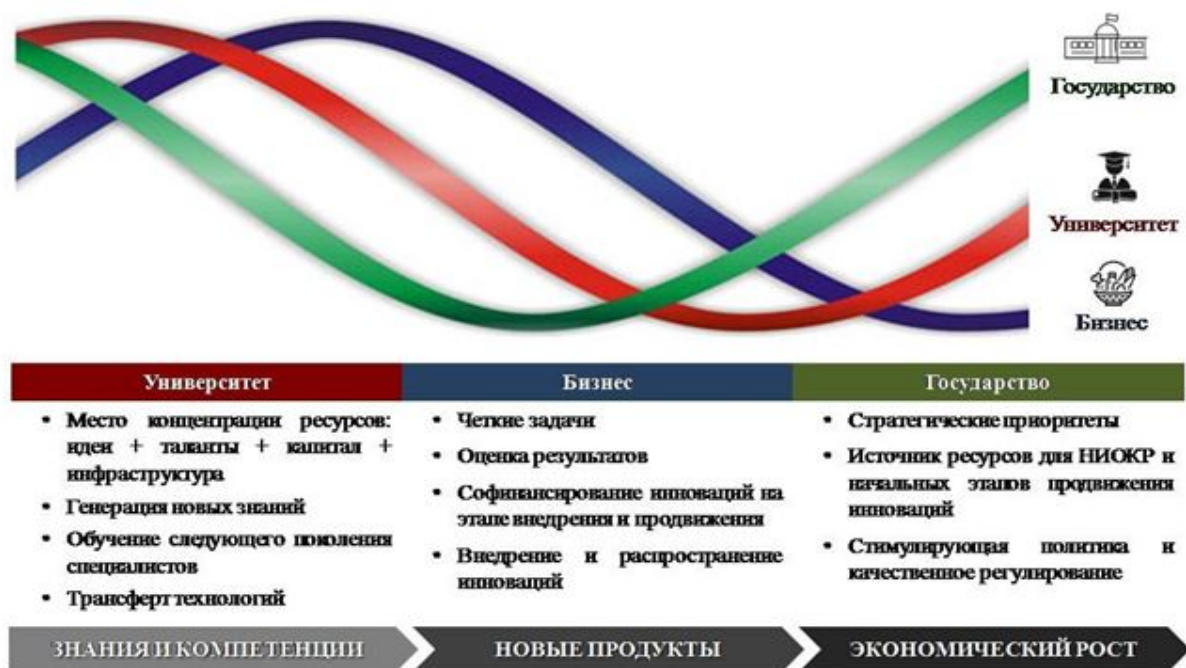 Государство
Университет
Бизнес
Университет
• Место концентрации ресурсов:
идеи + таланты + капитал +
инфраструктура
• Генерация новых знаний
• Обучение следующего поколения
специалистов
• Трансферт технологий
Бизнес
• Четкие задачи
• Оценка результатов
• Софинансирование инноваций на
этапе внедрения и продвижения
• Внедрение и распространение
инноваций
Государство
• Стратегические приоритеты
• Источник ресурсов для НИОКР и
начальных этапов продвижения
инноваций
• Стимулирующая политика и
качественное регулирование
ЗНАНИЯ И КОМПЕТЕНЦИИ
НОВЫЕ ПРОДУКТЫ
ЭКОНОМИЧЕСКИЙ РОСТ